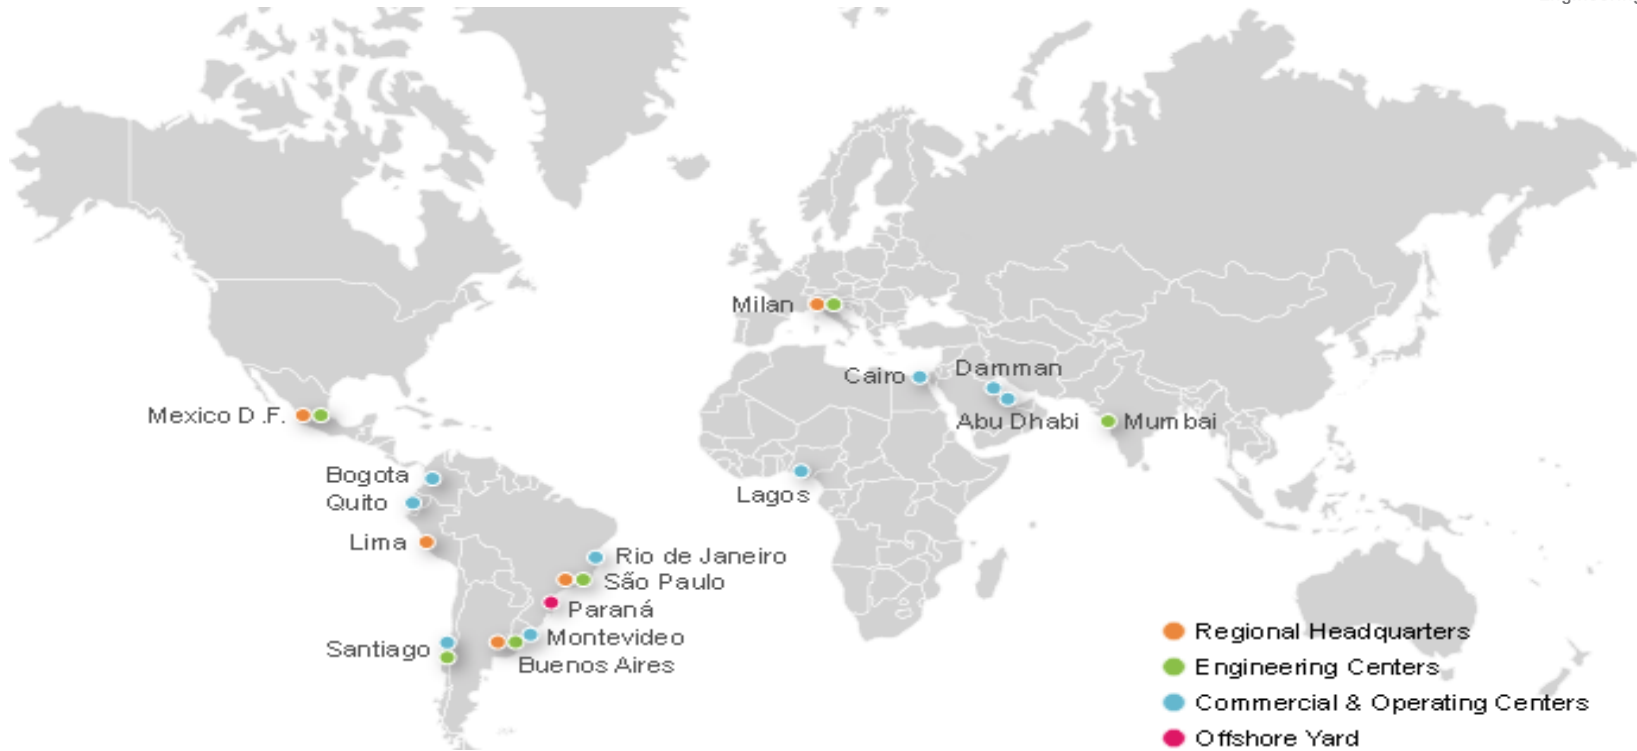 Milan
Cairo
Damman
Abu Dhabi
Mumbai
Mexico D .F.
Bogota
Quito
Lagos
Lima
Rio de Janeiro
São Paulo
Paraná
Montevideo
Santiago
Buenos Aires
Regional Headquarters
Engineering Centers
Commercial & Operating Centers
Offshore Yard